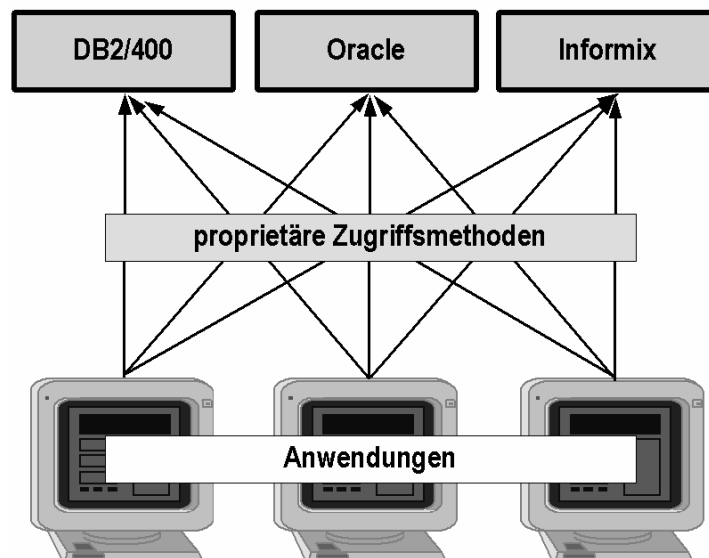 DB2/400 Oracle Informix
proprietäre Zugriffsmethoden
Anwendungen